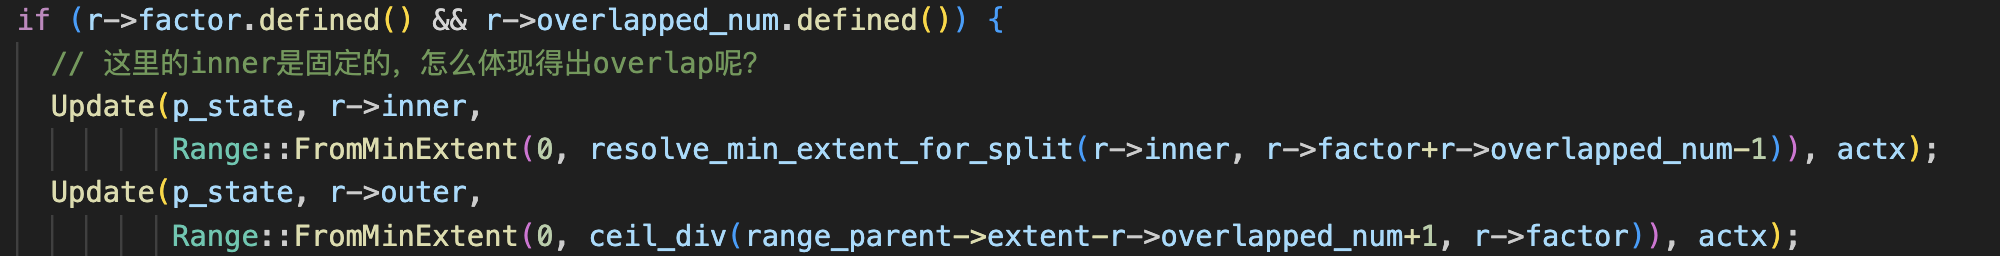 if (r->factor.defined() && r->overlapped_num.defined()) {
// 这里的inner是固定的，怎么体现得出overlap呢？
Update(p_state, r->inner,
Range::FromMinExtent(0, resolve_min_extent_for_split(r->inner, r->factor+r->overlapped_num-1)), actx);
Update(p_state, r->outer,
Range::FromMinExtent(0, ceil_div(range_parent->extent-r->overlapped_num+1, r->factor)), actx);